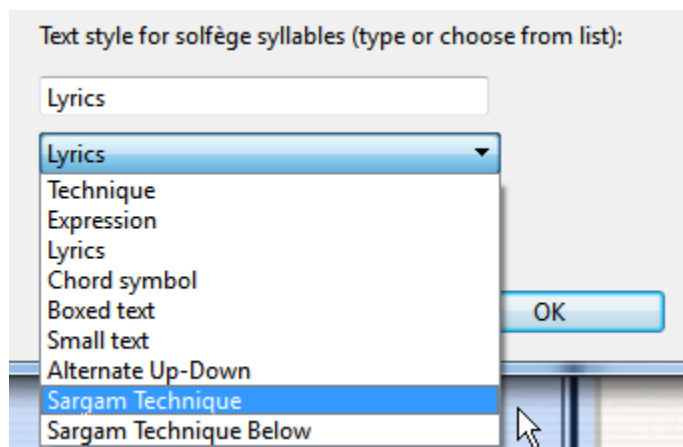 Text style for solfège syllables (type or choose from list):
Lyrics
Lyrics
Technique
Expression
Lyrics
Chord symbol
Boxed text
OK
Small text
Alternate Up-Down
Sargam Technique
Sargam Technique Below